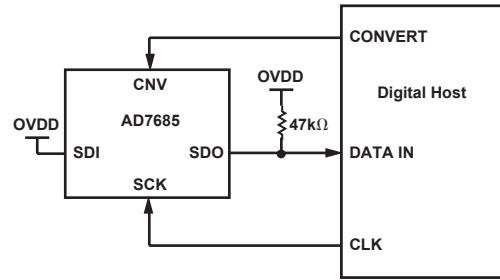 CONVERT
CNV
OVDD
Digital Host
OVDD
AD7685
47kΩ
SDI
SDO
DATA IN
SCK
CLK